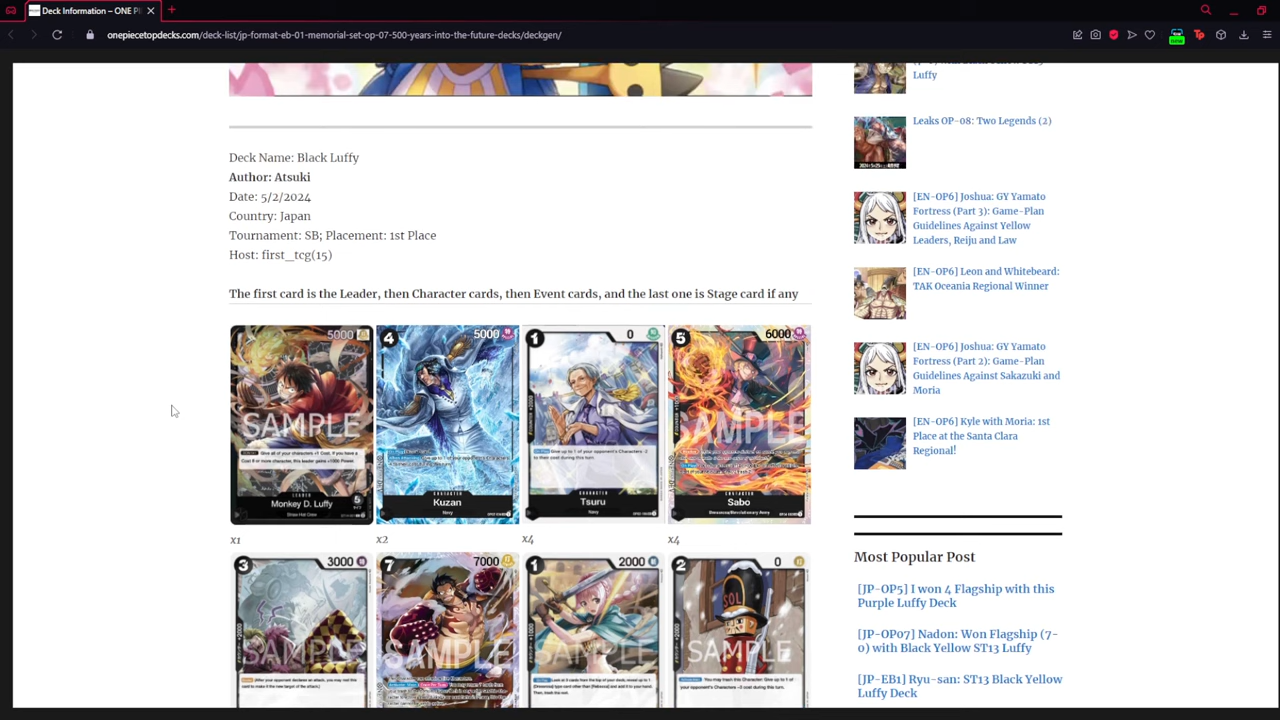 Deck Information – ONE PI
onepiecetopdecks.com/deck-list/jp-format-eb-01-memorial-set-op-07-500-years-into-the-future-decks/deckgen/
Deck Name: Black Luffy
Author: Atsuki
Date: 5/2/2024
Country: Japan
Tournament: SB; Placement: 1st Place
Host: first_tcg(15)
The first card is the Leader, then Character cards, then Event cards, and the last one is Stage card if any
5000
SAMPLE
LEADER
Monkey D. Luffy
5
x1
4
5000
CHARACTER
Kuzan
Navy
x2
1
0
CHARACTER
Tsuru
Navy
x4
5
6000
SAMPLE
CHARACTER
Sabo
x4
3
3000
SAMPLE
7
7000
SAMPLE
1
2000
SAMPLE
2
0
SOL
SAMPLE
Luffy
Leaks OP-08: Two Legends (2)
[EN-OP6] Joshua: GY Yamato
Fortress (Part 3): Game-Plan
Guidelines Against Yellow
Leaders, Reiju and Law
[EN-OP6] Leon and Whitebeard:
TAK Oceania Regional Winner
[EN-OP6] Joshua: GY Yamato
Fortress (Part 2): Game-Plan
Guidelines Against Sakazuki and
Moria
[EN-OP6] Kyle with Moria: 1st
Place at the Santa Clara
Regional!
Most Popular Post
[JP-OP5] I won 4 Flagship with this
Purple Luffy Deck
[JP-OP07] Nadon: Won Flagship (7-
0) with Black Yellow ST13 Luffy
[JP-EB1] Ryu-san: ST13 Black Yellow
Luffy Deck